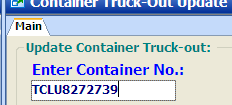 Container Truck-Out Update
Main
Update Container Truck-out:
Enter Container No.:
TCLU8272739